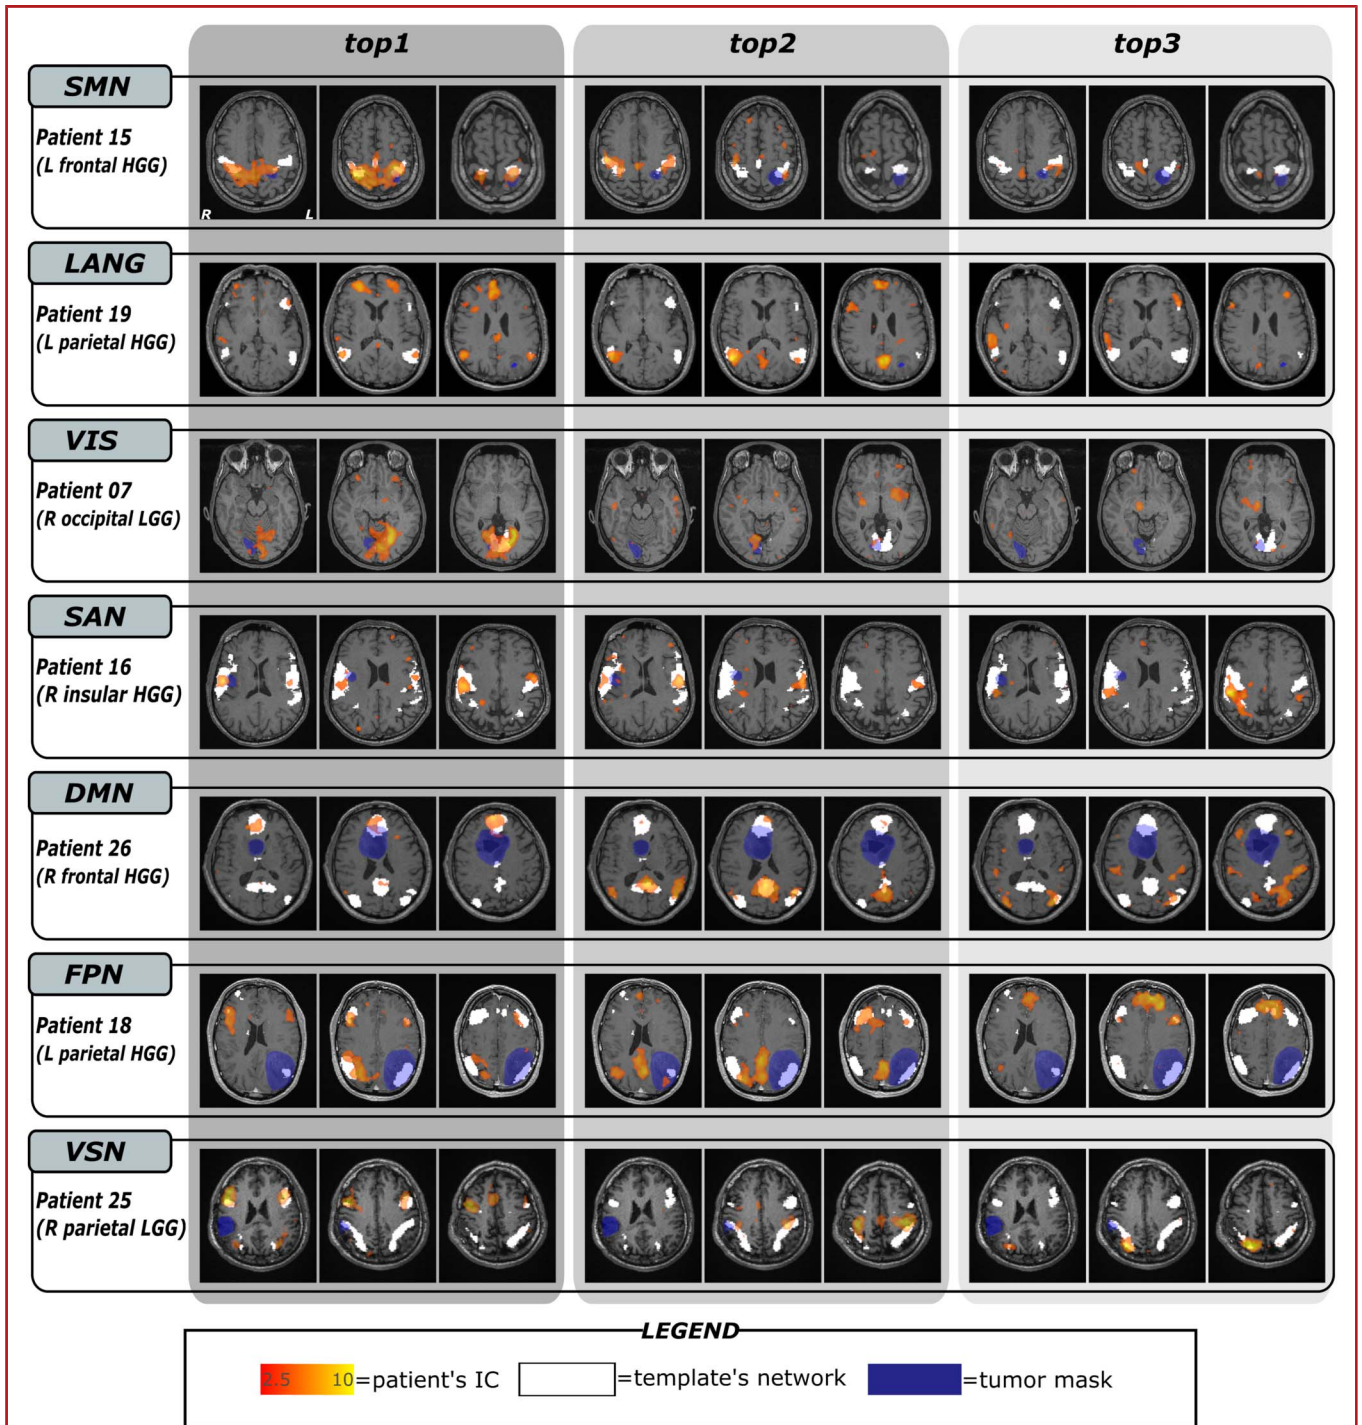 top1 top2 top3
SMN
Patient 15
(L frontal HGG)
R L
LANG
Patient 19
(L parietal HGG)
VIS
Patient 07
(R occipital LGG)
SAN
Patient 16
(R insular HGG)
DMN
Patient 26
(R frontal HGG)
FPN
Patient 18
(L parietal HGG)
VSN
Patient 25
(R parietal LGG)
LEGEND
2.5 10 =patient's IC =template's network =tumor mask